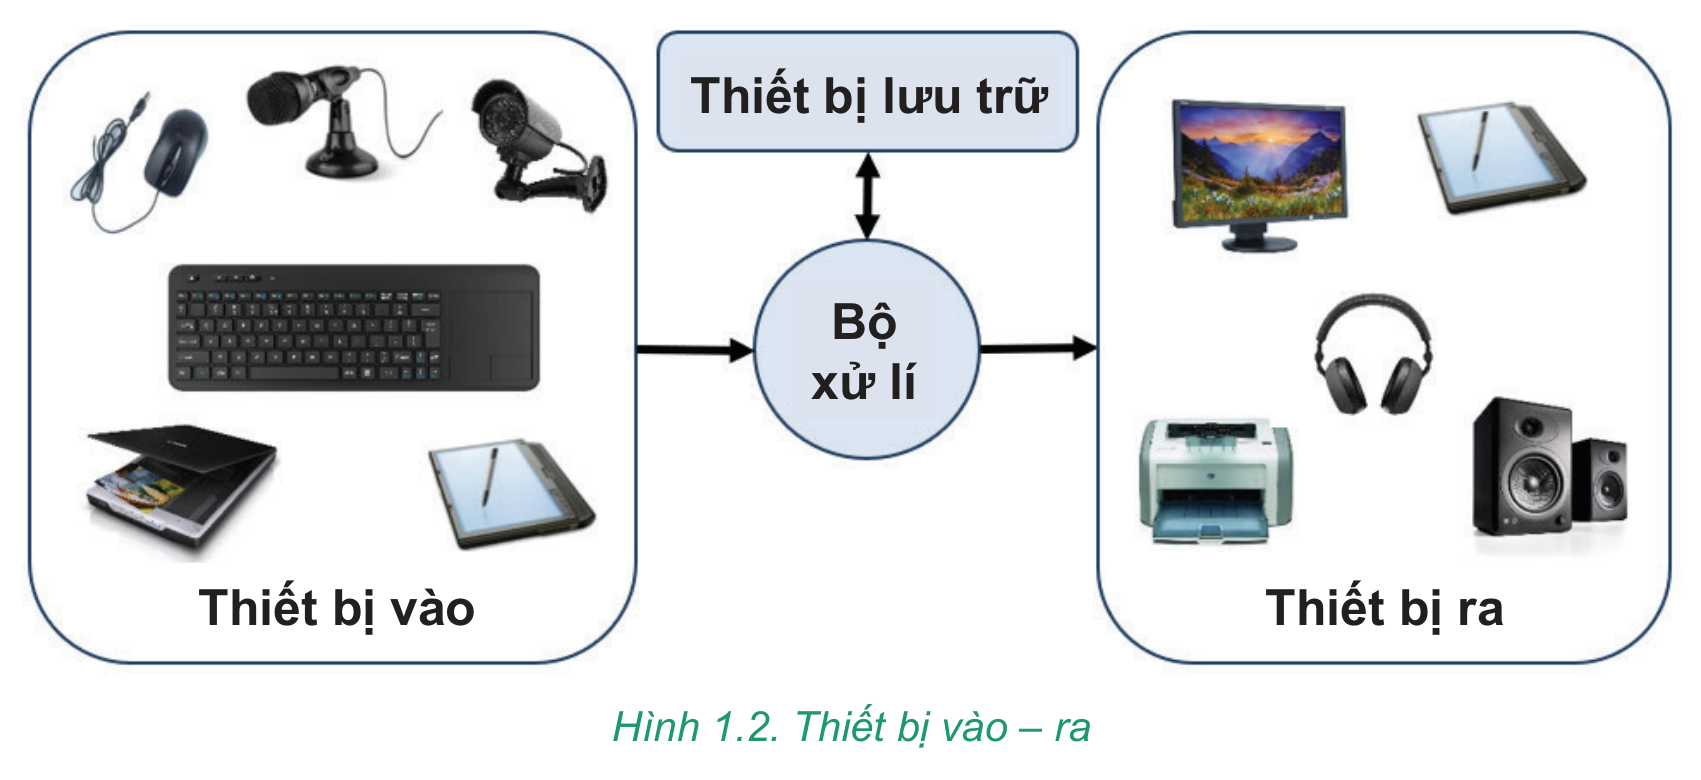 Thiết bị lưu trữ
Bộ
xử lí
Thiết bị vào
Thiết bị ra
Hình 1.2. Thiết bị vào – ra